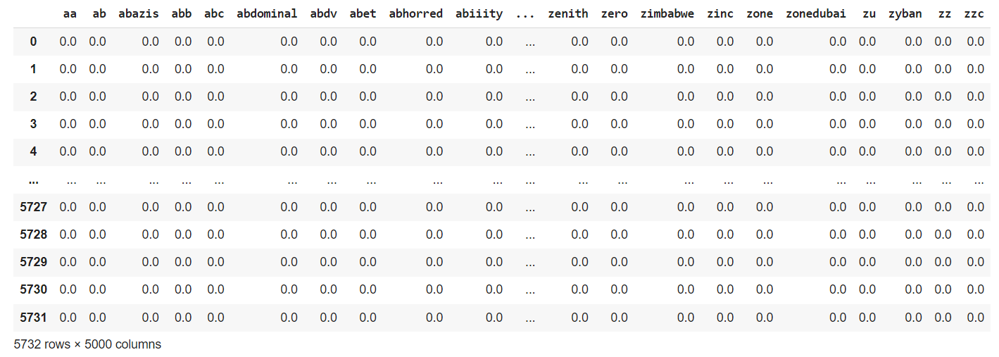 aa ab abazis abb abc abdominal abdv abet abhorred abiiity ... zenith zero zimbabwe zinc zone zonedubai zu zyban zz zzc
0 0.0 0.0 0.0 0.0 0.0 0.0 0.0 0.0 0.0 0.0 ... 0.0 0.0 0.0 0.0 0.0 0.0 0.0 0.0 0.0 0.0
1 0.0 0.0 0.0 0.0 0.0 0.0 0.0 0.0 0.0 0.0 ... 0.0 0.0 0.0 0.0 0.0 0.0 0.0 0.0 0.0 0.0
2 0.0 0.0 0.0 0.0 0.0 0.0 0.0 0.0 0.0 0.0 ... 0.0 0.0 0.0 0.0 0.0 0.0 0.0 0.0 0.0 0.0
3 0.0 0.0 0.0 0.0 0.0 0.0 0.0 0.0 0.0 0.0 ... 0.0 0.0 0.0 0.0 0.0 0.0 0.0 0.0 0.0 0.0
4 0.0 0.0 0.0 0.0 0.0 0.0 0.0 0.0 0.0 0.0 ... 0.0 0.0 0.0 0.0 0.0 0.0 0.0 0.0 0.0 0.0
... ... ... ... ... ... ... ... ... ... ... ... ... ... ... ... ... ... ... ... ... ...
5727 0.0 0.0 0.0 0.0 0.0 0.0 0.0 0.0 0.0 0.0 ... 0.0 0.0 0.0 0.0 0.0 0.0 0.0 0.0 0.0 0.0
5728 0.0 0.0 0.0 0.0 0.0 0.0 0.0 0.0 0.0 0.0 ... 0.0 0.0 0.0 0.0 0.0 0.0 0.0 0.0 0.0 0.0
5729 0.0 0.0 0.0 0.0 0.0 0.0 0.0 0.0 0.0 0.0 ... 0.0 0.0 0.0 0.0 0.0 0.0 0.0 0.0 0.0 0.0
5730 0.0 0.0 0.0 0.0 0.0 0.0 0.0 0.0 0.0 0.0 ... 0.0 0.0 0.0 0.0 0.0 0.0 0.0 0.0 0.0 0.0
5731 0.0 0.0 0.0 0.0 0.0 0.0 0.0 0.0 0.0 0.0 ... 0.0 0.0 0.0 0.0 0.0 0.0 0.0 0.0 0.0 0.0
5732 rows × 5000 columns